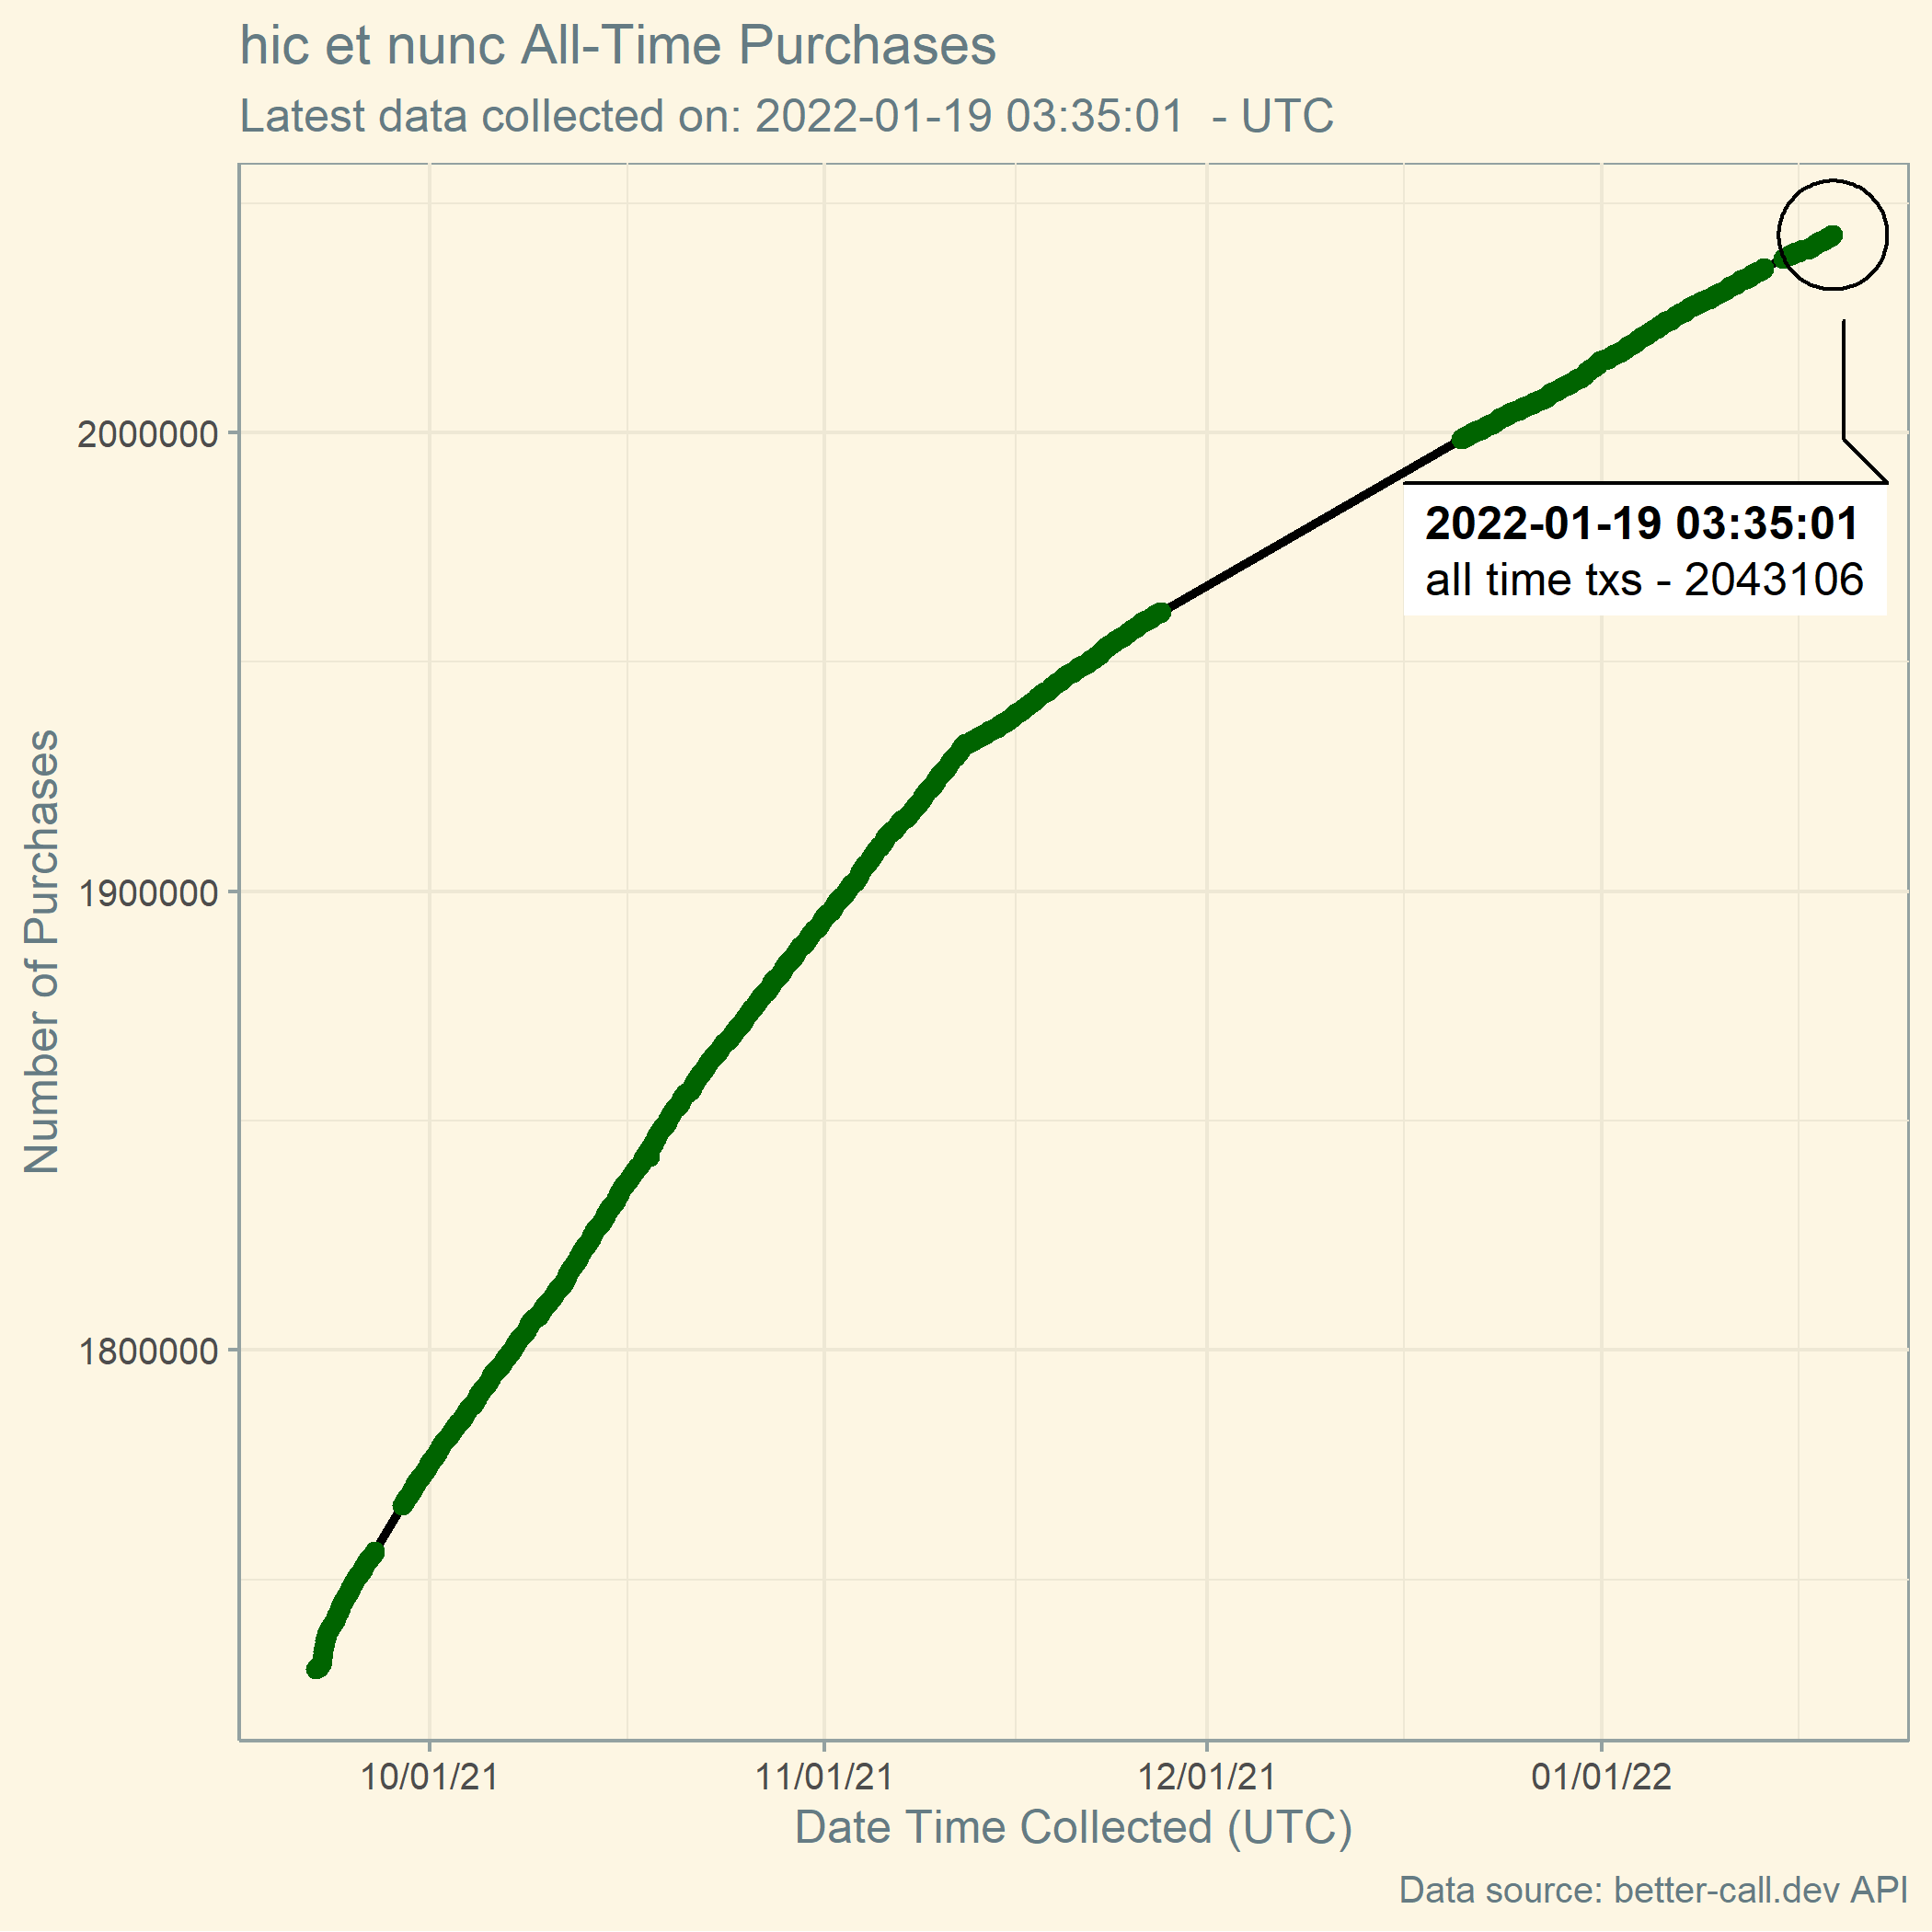 hic et nunc All-Time Purchases
Latest data collected on: 2022-01-19 03:35:01  - UTC
Number of Purchases
2000000
1900000
1800000
2022-01-19 03:35:01
all time txs - 2043106
10/01/21
11/01/21
12/01/21
01/01/22
Date Time Collected (UTC)
Data source: better-call.dev API